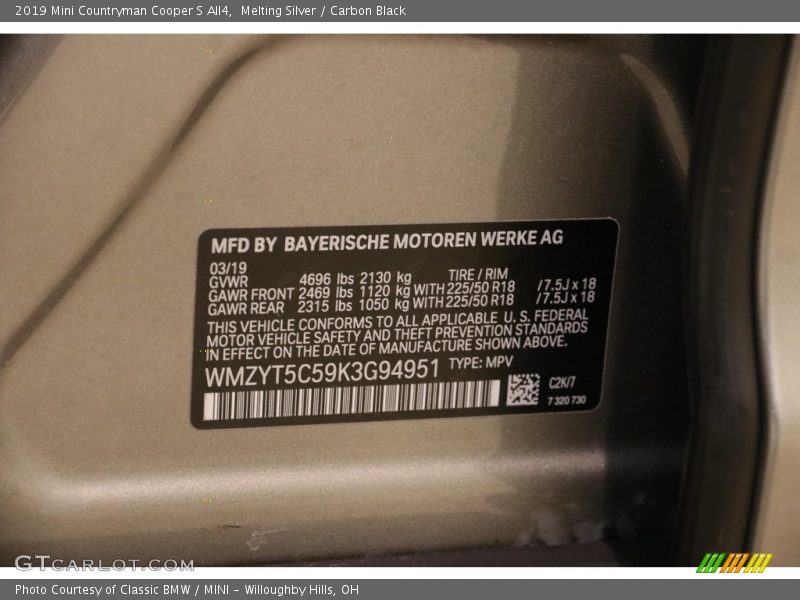 2019 Mini Countryman Cooper S All4,  Melting Silver / Carbon Black
MFD BY BAYERISCHE MOTOREN WERKE AG
03/19
GVWR 4696 lbs 2130 kg TIRE / RIM
GAWR FRONT 2469 lbs 1120 kg WITH 225/50 R18 /7.5J x 18
GAWR REAR 2315 lbs 1050 kg WITH 225/50 R18 /7.5J x 18
THIS VEHICLE CONFORMS TO ALL APPLICABLE U. S. FEDERAL
MOTOR VEHICLE SAFETY AND THEFT PREVENTION STANDARDS
IN EFFECT ON THE DATE OF MANUFACTURE SHOWN ABOVE.
WMZYT5C59K3G94951 TYPE: MPV
C2K/7
7 320 730
GTCARLOT.COM
Photo Courtesy of Classic BMW / MINI - Willoughby Hills, OH